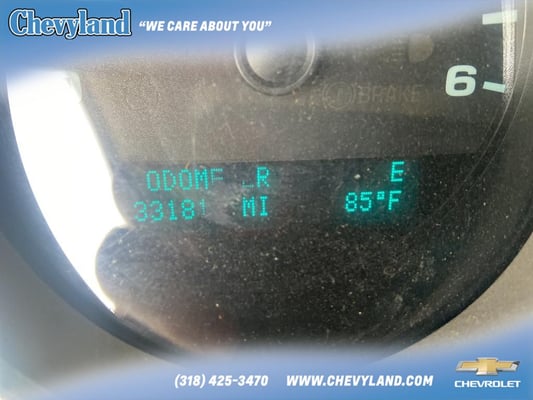 Chevyland "WE CARE ABOUT YOU"
6
BRAKE
R E
MI 85°F
(318) 425-3470 WWW.CHEVYLAND.COM
CHEVROLET